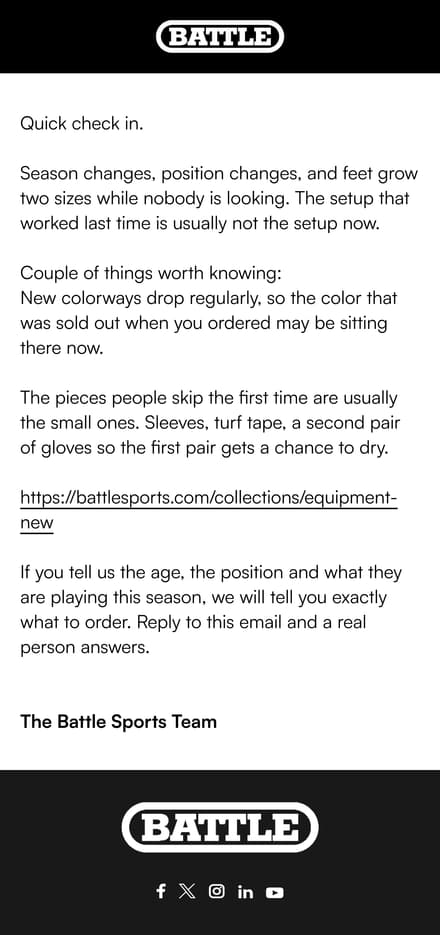 BATTLE
Quick check in.
Season changes, position changes, and feet grow
two sizes while nobody is looking. The setup that
worked last time is usually not the setup now.
Couple of things worth knowing:
New colorways drop regularly, so the color that
was sold out when you ordered may be sitting
there now.
The pieces people skip the first time are usually
the small ones. Sleeves, turf tape, a second pair
of gloves so the first pair gets a chance to dry.
https://battlesports.com/collections/equipment-
new
If you tell us the age, the position and what they
are playing this season, we will tell you exactly
what to order. Reply to this email and a real
person answers.
The Battle Sports Team
BATTLE